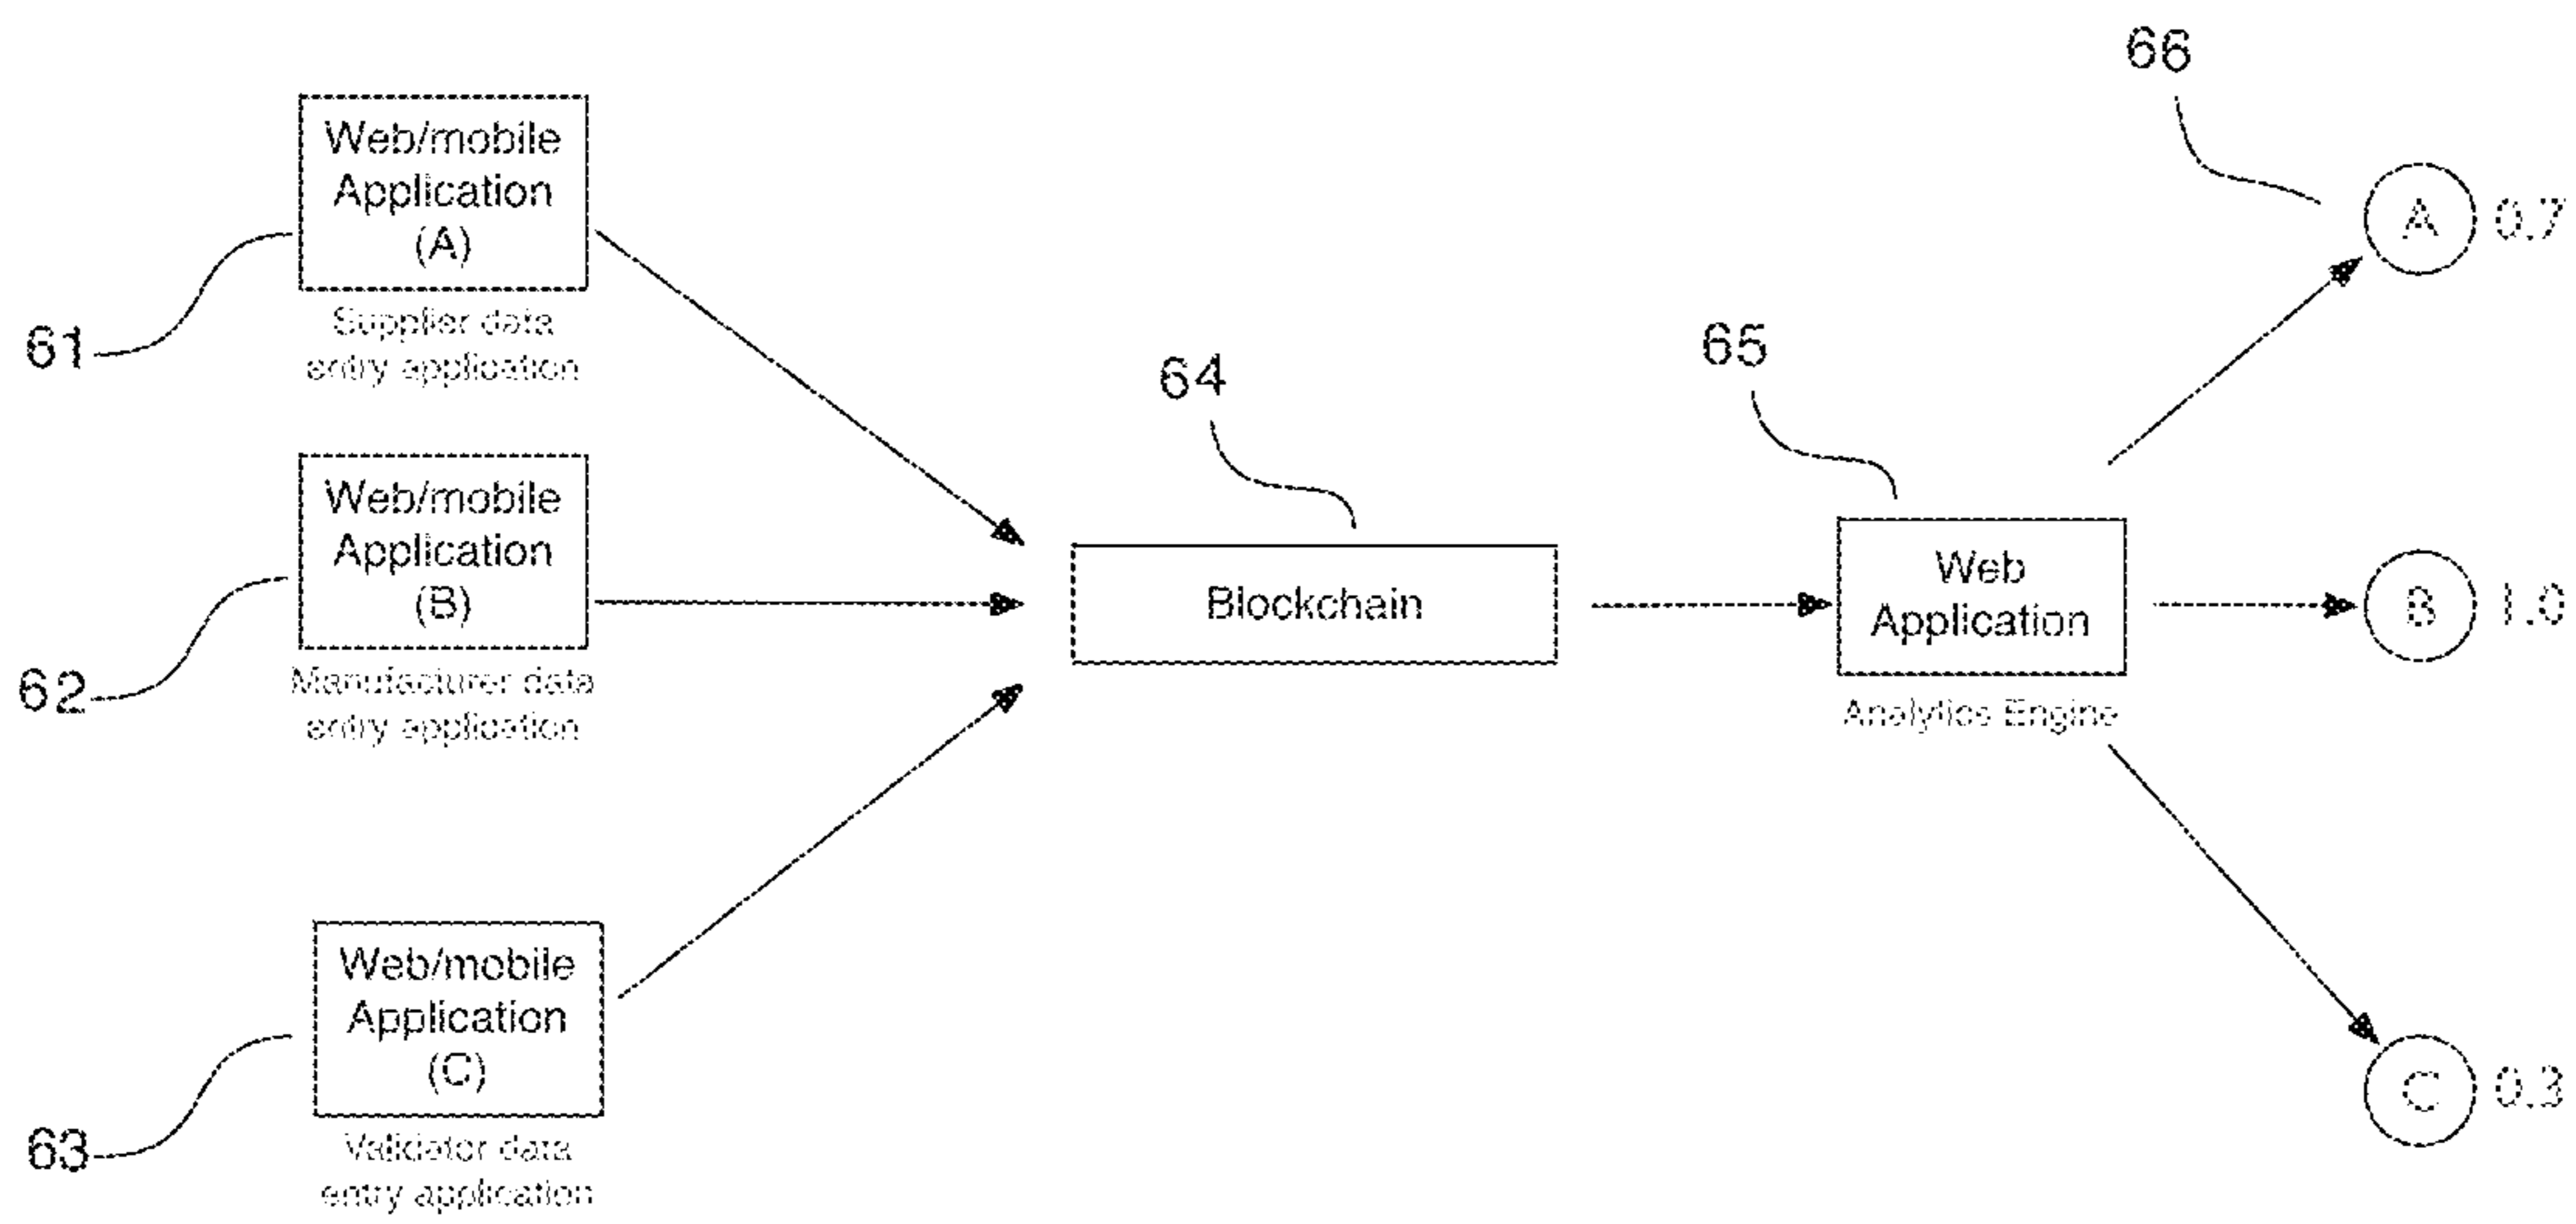 66
Web/mobile
Application
(A)
A 0.7
61
Supplier data
entry application
65
64
Web/mobile
Application
(B)
62
Manufacturer data
entry application
Blockchain
Web
Application
Analytics Engine
B 1.0
Web/mobile
Application
(C)
63
Validator data
entry application
C 0.3